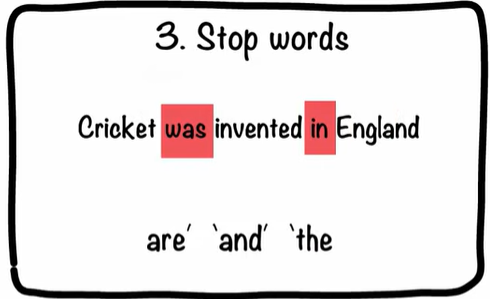 3. Stop words
Cricket was invented in England
are' `and' `the